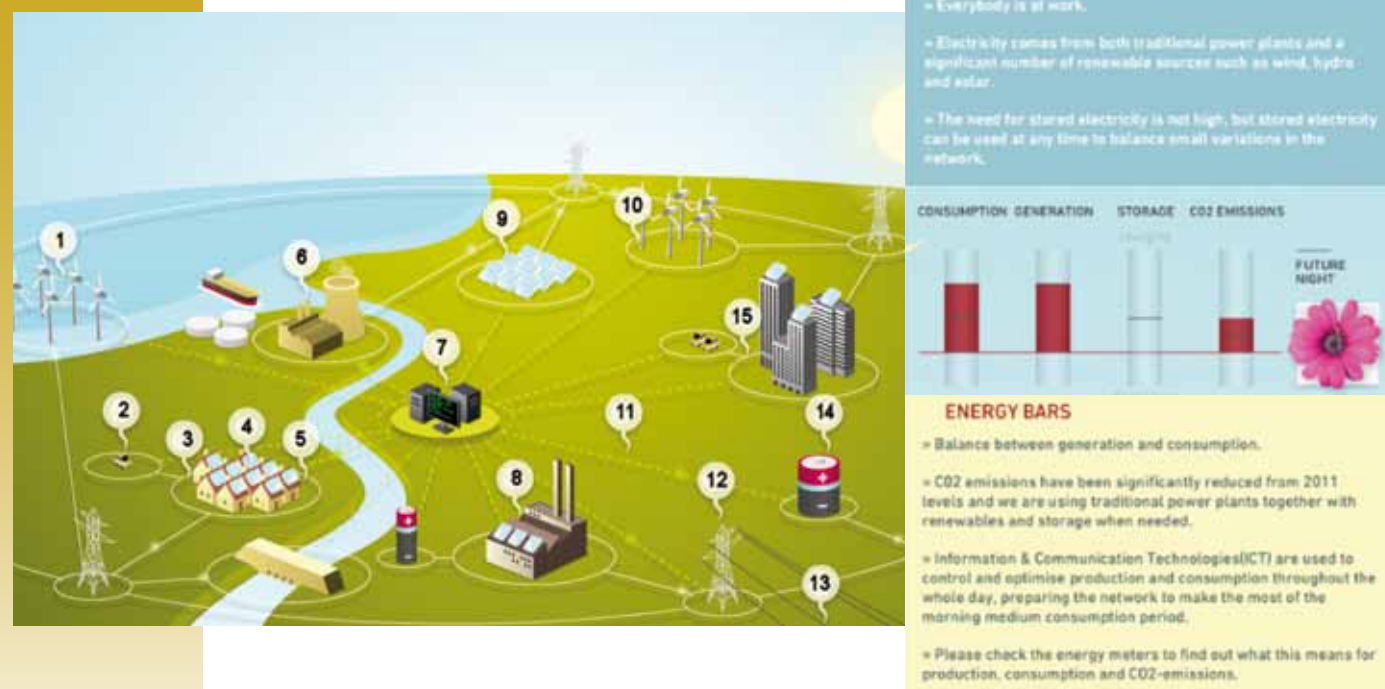 1
2
3
4
5
6
7
8
9
10
11
12
13
14
15
» Everybody is at work.
» Electricity comes from both traditional power plants and a
significant number of renewable sources such as wind, hydro
and solar.
» The need for stored electricity is not high, but stored electricity
can be used at any time to balance small variations in the
network.
CONSUMPTION GENERATION STORAGE CO2 EMISSIONS
FUTURE
NIGHT
ENERGY BARS
» Balance between generation and consumption.
» CO2 emissions have been significantly reduced from 2011
levels and we are using traditional power plants together with
renewables and storage when needed.
» Information & Communication Technologies(ICT) are used to
control and optimise production and consumption throughout the
whole day, preparing the network to make the most of the
morning medium consumption period.
» Please check the energy meters to find out what this means for
production, consumption and CO2-emissions.